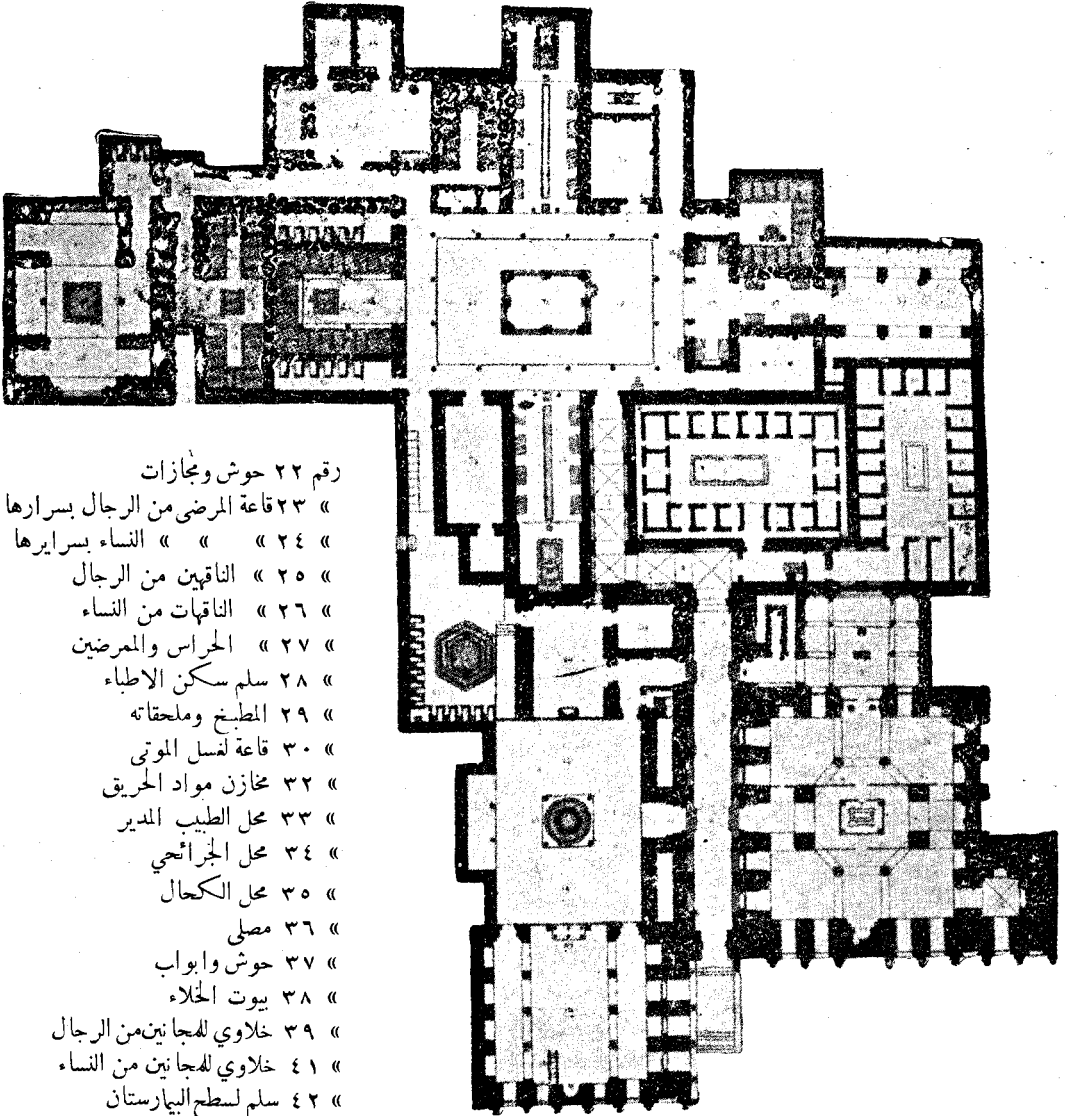 رقم ٢٢ حوش ومجازات
» ٢٣ قاعة المرضى من الرجال بسرارها
» ٢٤ » » » النساء بسرايرها
» ٢٥ » الناقهين من الرجال
» ٢٦ » الناقهات من النساء
» ٢٧ » الحراس والممرضين
» ٢٨ سلم سكن الاطباء
» ٢٩ المطبخ وملحقاته
» ٣٠ قاعة لغسل الموتى
» ٣٢ مخازن مواد الحريق
» ٣٣ محل الطبيب المدير
» ٣٤ محل الجرائحي
» ٣٥ محل الكحال
» ٣٦ مصلى
» ٣٧ حوش وابواب
» ٣٨ بيوت الخلاء
» ٣٩ خلاوي للمجانين من الرجال
» ٤١ خلاوي للمجانين من النساء
» ٤٢ سلم لسطح البيمارستان